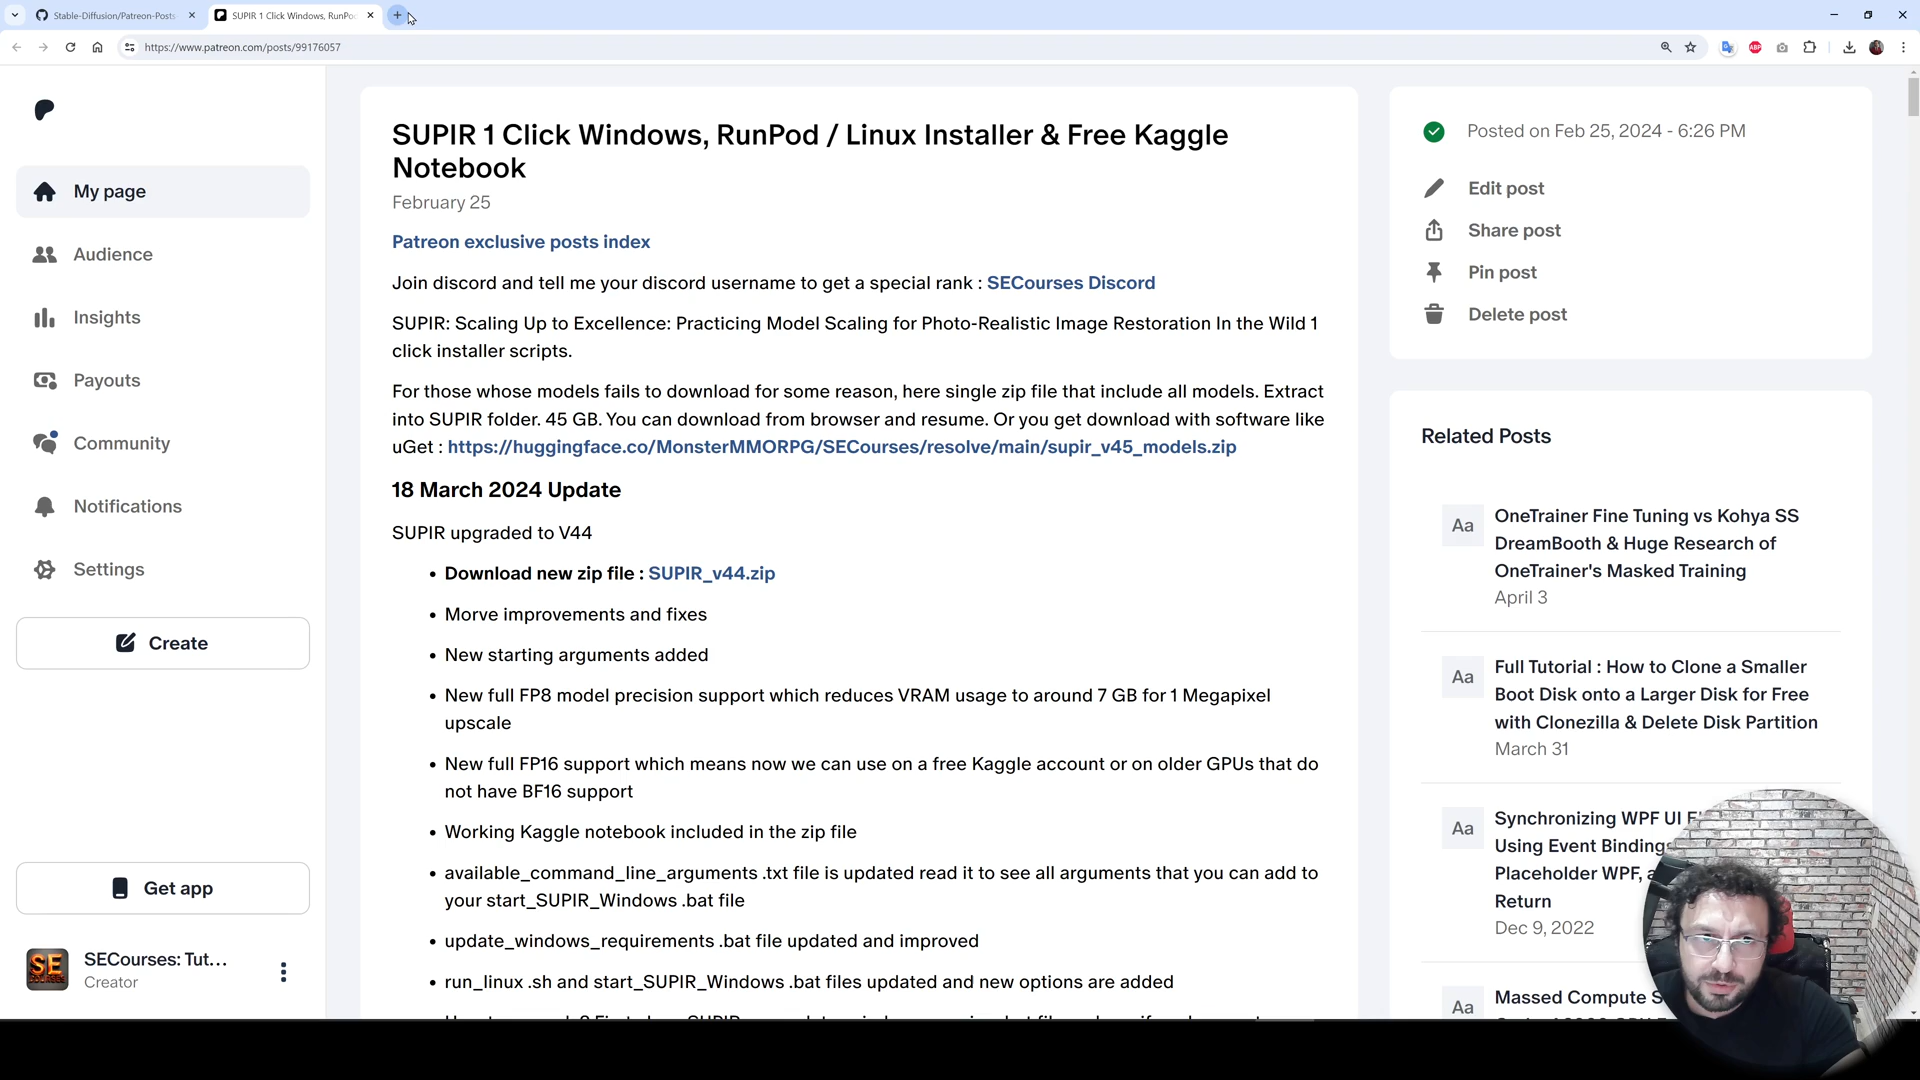 Stable-Diffusion/Patreon-Posts
SUPIR 1 Click Windows, RunPo
https://www.patreon.com/posts/99176057
ABP
My page
Audience
Insights
Payouts
Community
Notifications
Settings
Create
Get app
SE
SECourses: Tut...
Creator
SUPIR 1 Click Windows, RunPod / Linux Installer & Free Kaggle
Notebook
February 25
Patreon exclusive posts index
Join discord and tell me your discord username to get a special rank : SECourses Discord
SUPIR: Scaling Up to Excellence: Practicing Model Scaling for Photo-Realistic Image Restoration In the Wild 1
click installer scripts.
For those whose models fails to download for some reason, here single zip file that include all models. Extract
into SUPIR folder. 45 GB. You can download from browser and resume. Or you get download with software like
uGet : https://huggingface.co/MonsterMMORPG/SECourses/resolve/main/supir_v45_models.zip
18 March 2024 Update
SUPIR upgraded to V44
• Download new zip file : SUPIR_v44.zip
• Morve improvements and fixes
• New starting arguments added
• New full FP8 model precision support which reduces VRAM usage to around 7 GB for 1 Megapixel
upscale
• New full FP16 support which means now we can use on a free Kaggle account or on older GPUs that do
not have BF16 support
• Working Kaggle notebook included in the zip file
• available_command_line_arguments .txt file is updated read it to see all arguments that you can add to
your start_SUPIR_Windows .bat file
• update_windows_requirements .bat file updated and improved
• run_linux .sh and start_SUPIR_Windows .bat files updated and new options are added
Posted on Feb 25, 2024 - 6:26 PM
Edit post
Share post
Pin post
Delete post
Related Posts
Aa
OneTrainer Fine Tuning vs Kohya SS
DreamBooth & Huge Research of
OneTrainer's Masked Training
April 3
Aa
Full Tutorial : How to Clone a Smaller
Boot Disk onto a Larger Disk for Free
with Clonezilla & Delete Disk Partition
March 31
Aa
Synchronizing WPF UI
Using Event Binding
Placeholder WPF,
Return
Dec 9, 2022
Aa
Massed Compute